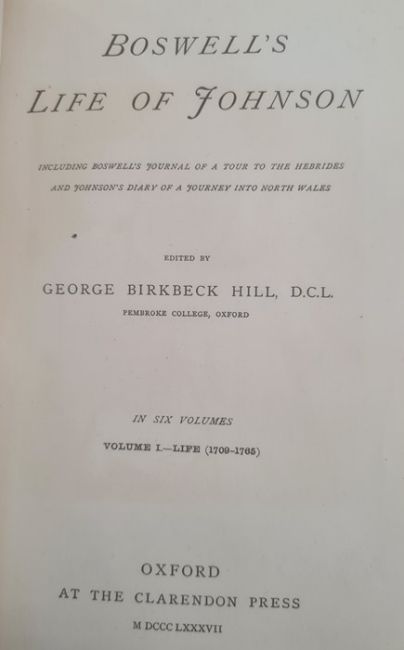 BOSWELL'S
LIFE OF JOHNSON
INCLUDING BOSWELL'S JOURNAL OF A TOUR TO THE HEBRIDES
AND JOHNSON'S DIARY OF A JOURNEY INTO NORTH WALES
EDITED BY
GEORGE BIRKBECK HILL, D.C.L.
PEMBROKE COLLEGE, OXFORD
IN SIX VOLUMES
VOLUME I.—LIFE (1709–1765)
OXFORD
AT THE CLARENDON PRESS
M DCCC LXXXVII